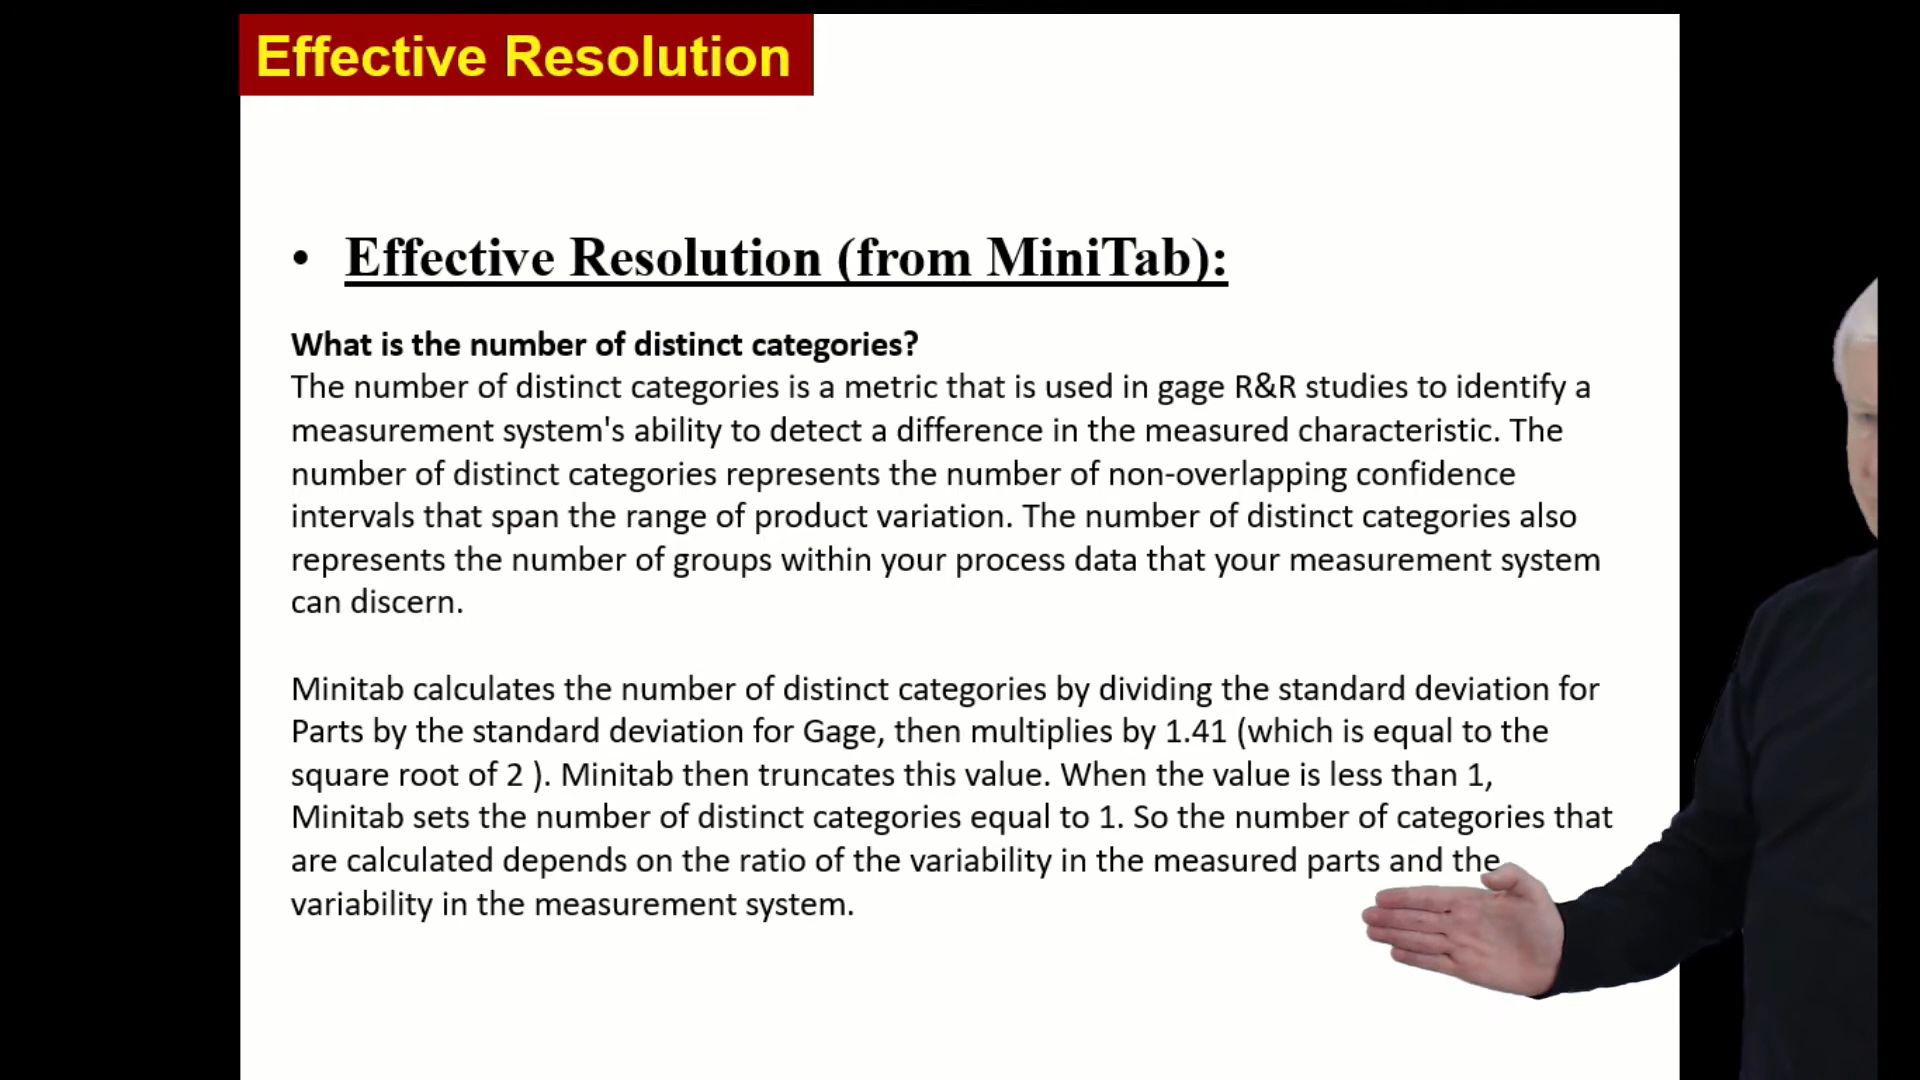 Effective Resolution
• Effective Resolution (from MiniTab):
What is the number of distinct categories?
The number of distinct categories is a metric that is used in gage R&R studies to identify a
measurement system's ability to detect a difference in the measured characteristic. The
number of distinct categories represents the number of non-overlapping confidence
intervals that span the range of product variation. The number of distinct categories also
represents the number of groups within your process data that your measurement system
can discern.
Minitab calculates the number of distinct categories by dividing the standard deviation for
Parts by the standard deviation for Gage, then multiplies by 1.41 (which is equal to the
square root of 2 ). Minitab then truncates this value. When the value is less than 1,
Minitab sets the number of distinct categories equal to 1. So the number of categories that
are calculated depends on the ratio of the variability in the measured parts and the
variability in the measurement system.